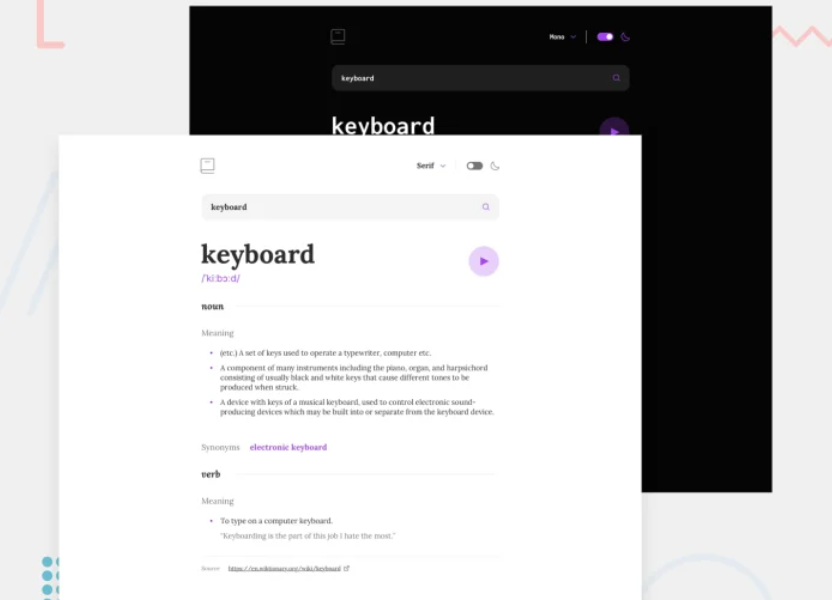 Mono
keyboard
keyboard
Serif
keyboard
keyboard
/ˈkiːbɔːd/
noun
Meaning
(etc.) A set of keys used to operate a typewriter, computer etc.
A component of many instruments including the piano, organ, and harpsichord
consisting of usually black and white keys that cause different tones to be
produced when struck.
A device with keys of a musical keyboard, used to control electronic sound-
producing devices which may be built into or separate from the keyboard device.
Synonyms electronic keyboard
verb
Meaning
To type on a computer keyboard.
"Keyboarding is the part of this job I hate the most."
Source https://en.wiktionary.org/wiki/keyboard